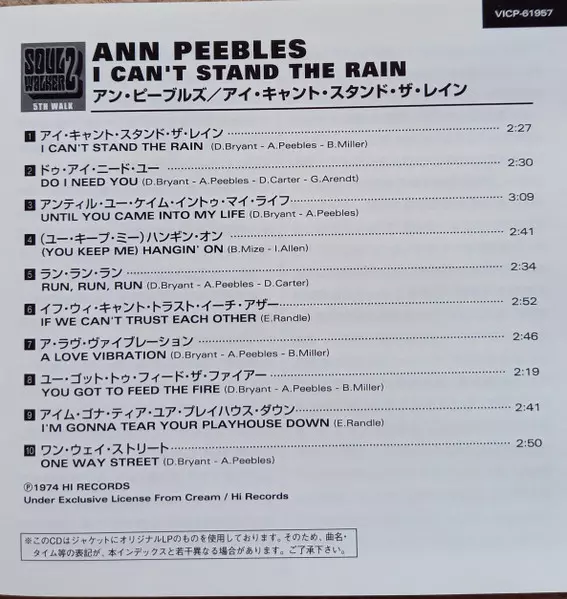 VICP-61957
SOUL
WALKER 2
5TH WALK
ANN PEEBLES
I CAN'T STAND THE RAIN
アン・ピーブルズ/アイ・キャント・スタンド・ザ・レイン
1 アイ・キャント・スタンド・ザ・レイン 2:27
I CAN'T STAND THE RAIN (D.Bryant - A.Peebles - B.Miller)
2 ドゥ・アイ・ニード・ユー 2:30
DO I NEED YOU (D.Bryant - A.Peebles - D.Carter - G.Arendt)
3 アンティル・ユー・ケイム・イントゥ・マイ・ライフ 3:09
UNTIL YOU CAME INTO MY LIFE (D.Bryant - A.Peebles)
4 (ユー・キープ・ミー)ハンギン・オン 2:41
(YOU KEEP ME) HANGIN' ON (B.Mize - I.Allen)
5 ラン・ラン・ラン 2:34
RUN, RUN, RUN (D.Bryant - A.Peebles - D.Carter)
6 イフ・ウィ・キャント・トラスト・イーチ・アザー 2:52
IF WE CAN'T TRUST EACH OTHER (E.Randle)
7 ア・ラヴ・ヴァイブレーション 2:46
A LOVE VIBRATION (D.Bryant - A.Peebles - B.Miller)
8 ユー・ゴット・トゥ・フィード・ザ・ファイアー 2:19
YOU GOT TO FEED THE FIRE (D.Bryant - A.Peebles - B.Miller)
9 アイム・ゴナ・ティア・ユア・プレイハウス・ダウン 2:41
I'M GONNA TEAR YOUR PLAYHOUSE DOWN (E.Randle)
10 ワン・ウェイ・ストリート 2:50
ONE WAY STREET (D.Bryant - A.Peebles)
℗1974 HI RECORDS
Under Exclusive License From Cream / Hi Records
※このCDはジャケットにオリジナルLPのものを使用しております。そのため、曲名・
タイム等の表記が、本インデックスと若干異なる場合があります。ご了承下さい。